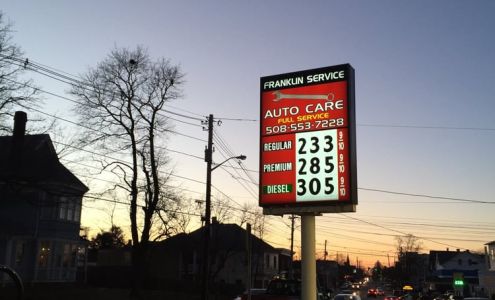 FRANKLIN SERVICE
AUTO CARE
FULL SERVICE
508-553-7228
REGULAR 233 9/10
PREMIUM 285 9/10
DIESEL 305 9/10